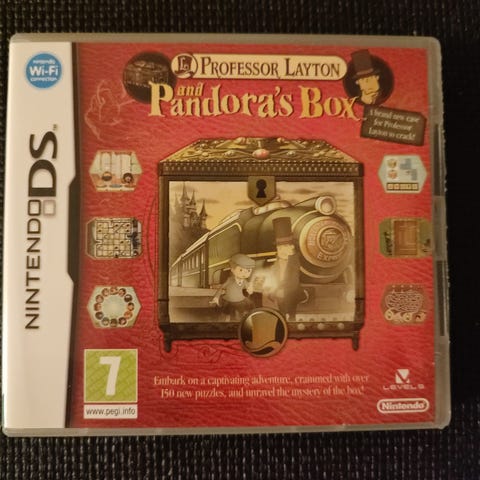 Nintendo
Wi-Fi
CONNECTION
NINTENDO DS
PROFESSOR LAYTON
and
Pandora's Box
A brand new case
for Professor
Layton to crack!
7
www.pegi.info
Embark on a captivating adventure, crammed with over
150 new puzzles, and unravel the mystery of the box!
LEVEL5
Nintendo